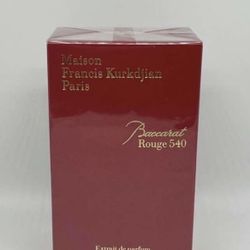 Maison
Francis Kurkdjian
Paris
Baccarat
Rouge 540
Extrait de parfum